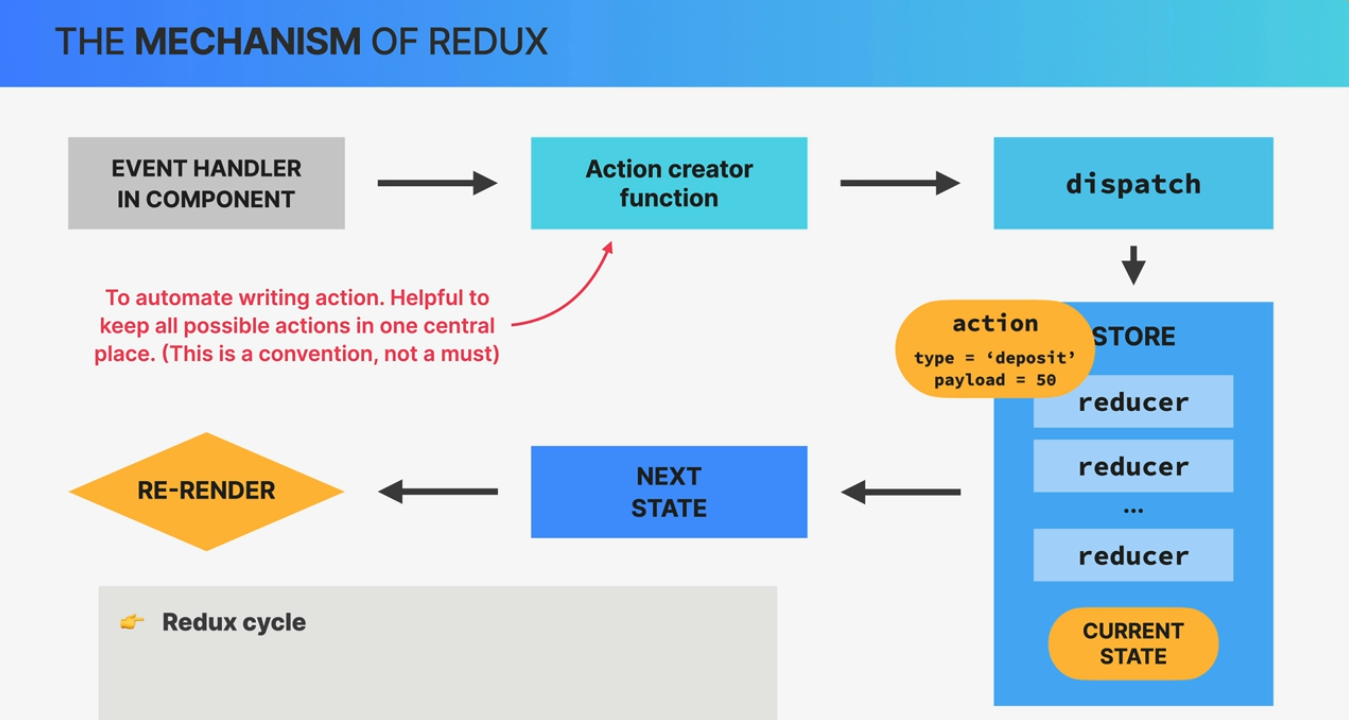 THE MECHANISM OF REDUX
EVENT HANDLER
IN COMPONENT
Action creator
function
dispatch
To automate writing action. Helpful to
keep all possible actions in one central
place. (This is a convention, not a must)
action
type = ‘deposit’
payload = 50
STORE
reducer
reducer
...
reducer
CURRENT
STATE
NEXT
STATE
RE-RENDER
👉 Redux cycle